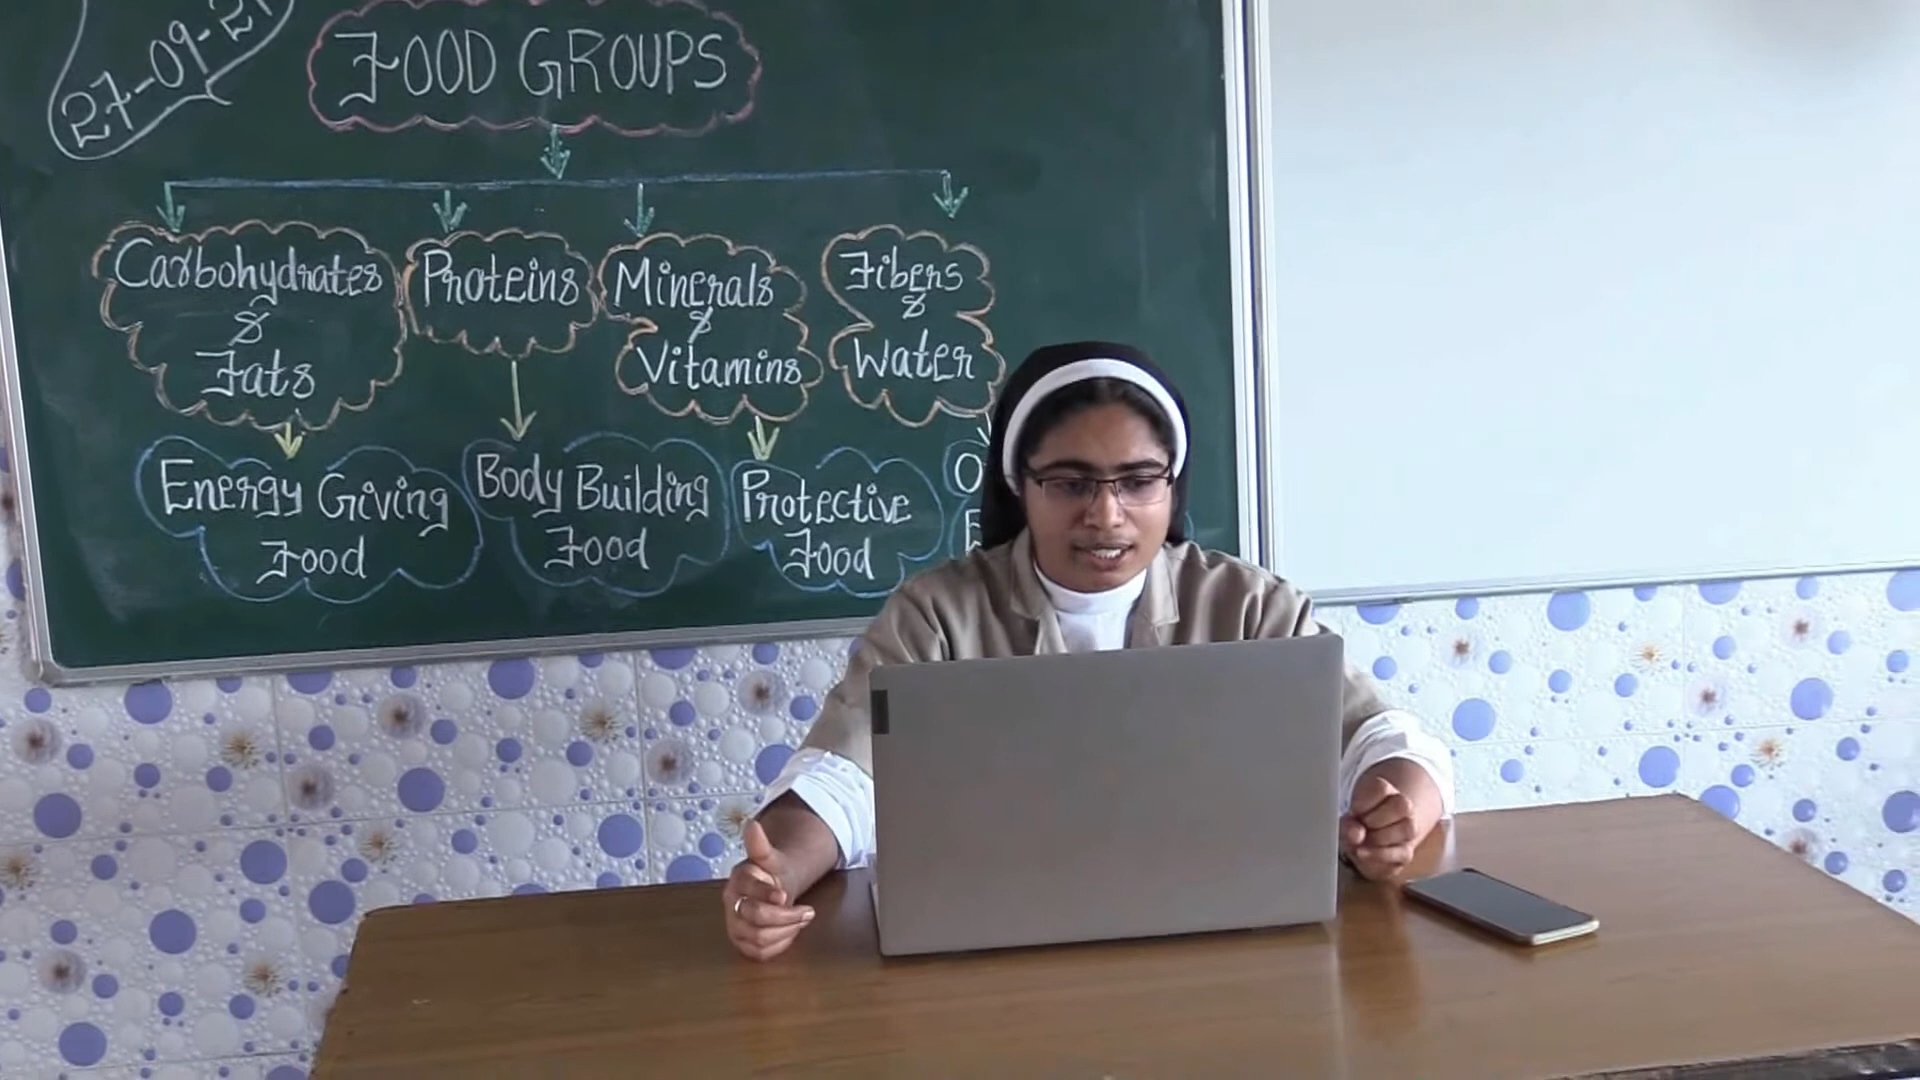 27-09-21
FOOD GROUPS
Carbohydrates
&
Fats
Proteins
Minerals
&
Vitamins
Fibers
&
Water
Energy Giving
Food
Body Building
Food
Protective
Food